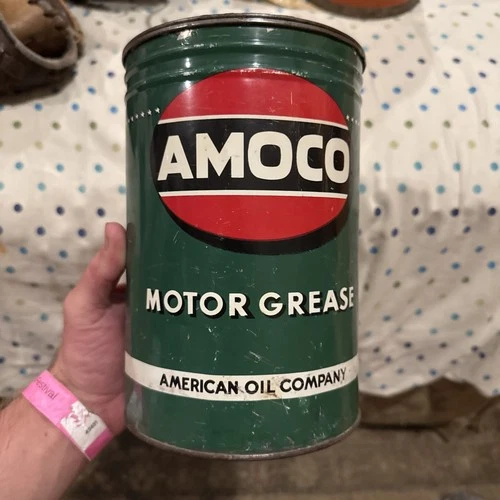 AMOCO
MOTOR GREASE
AMERICAN OIL COMPANY